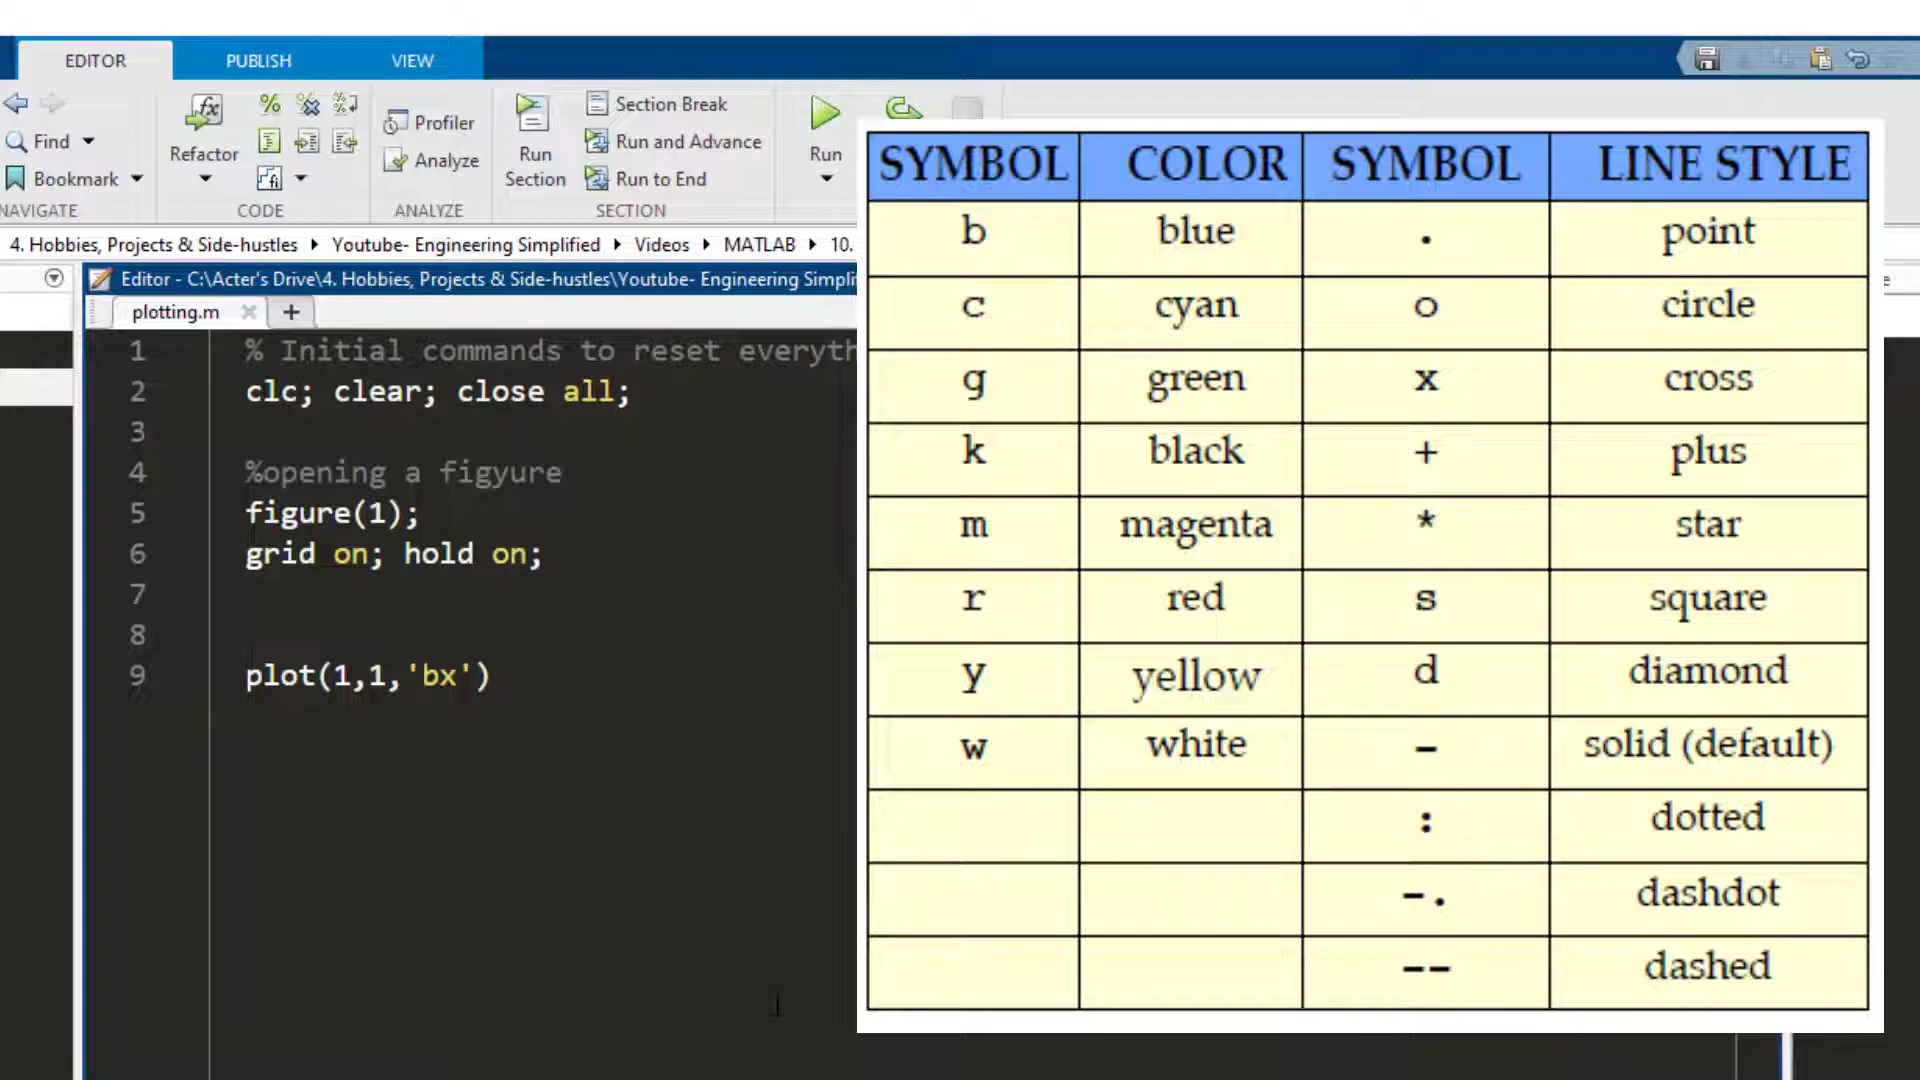 EDITOR PUBLISH VIEW
Find
Bookmark
NAVIGATE
Refactor
CODE
Profiler
Analyze
ANALYZE
Run
Section
Section Break
Run and Advance
Run to End
SECTION
Run
4. Hobbies, Projects & Side-hustles Youtube- Engineering Simplified Videos MATLAB 10.
Editor - C:\Acter's Drive\4. Hobbies, Projects & Side-hustles\Youtube- Engineering Simplif
plotting.m
1 % Initial commands to reset everyth
2 clc; clear; close all;
3
4 %opening a figyure
5 figure(1);
6 grid on; hold on;
7
8
9 plot(1,1,'bx')
SYMBOL COLOR SYMBOL LINE STYLE
b blue . point
c cyan o circle
g green x cross
k black + plus
m magenta * star
r red s square
y yellow d diamond
w white - solid (default)
: dotted
-. dashdot
-- dashed